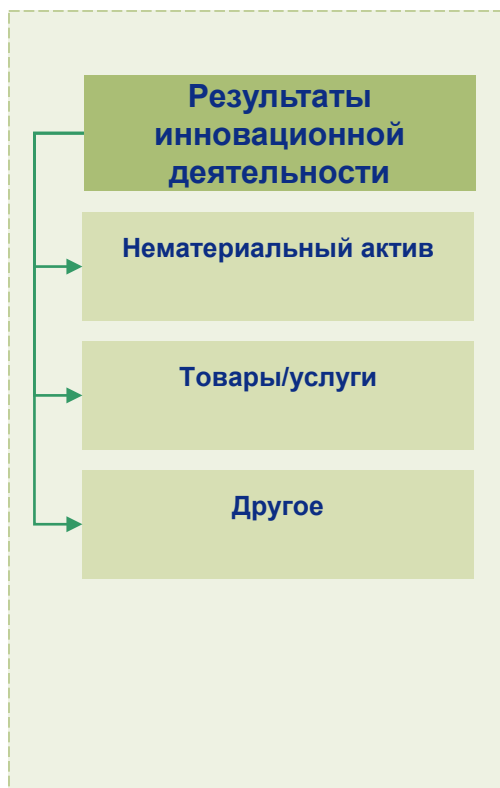 Результаты
инновационной
деятельности
Нематериальный актив
Товары/услуги
Другое